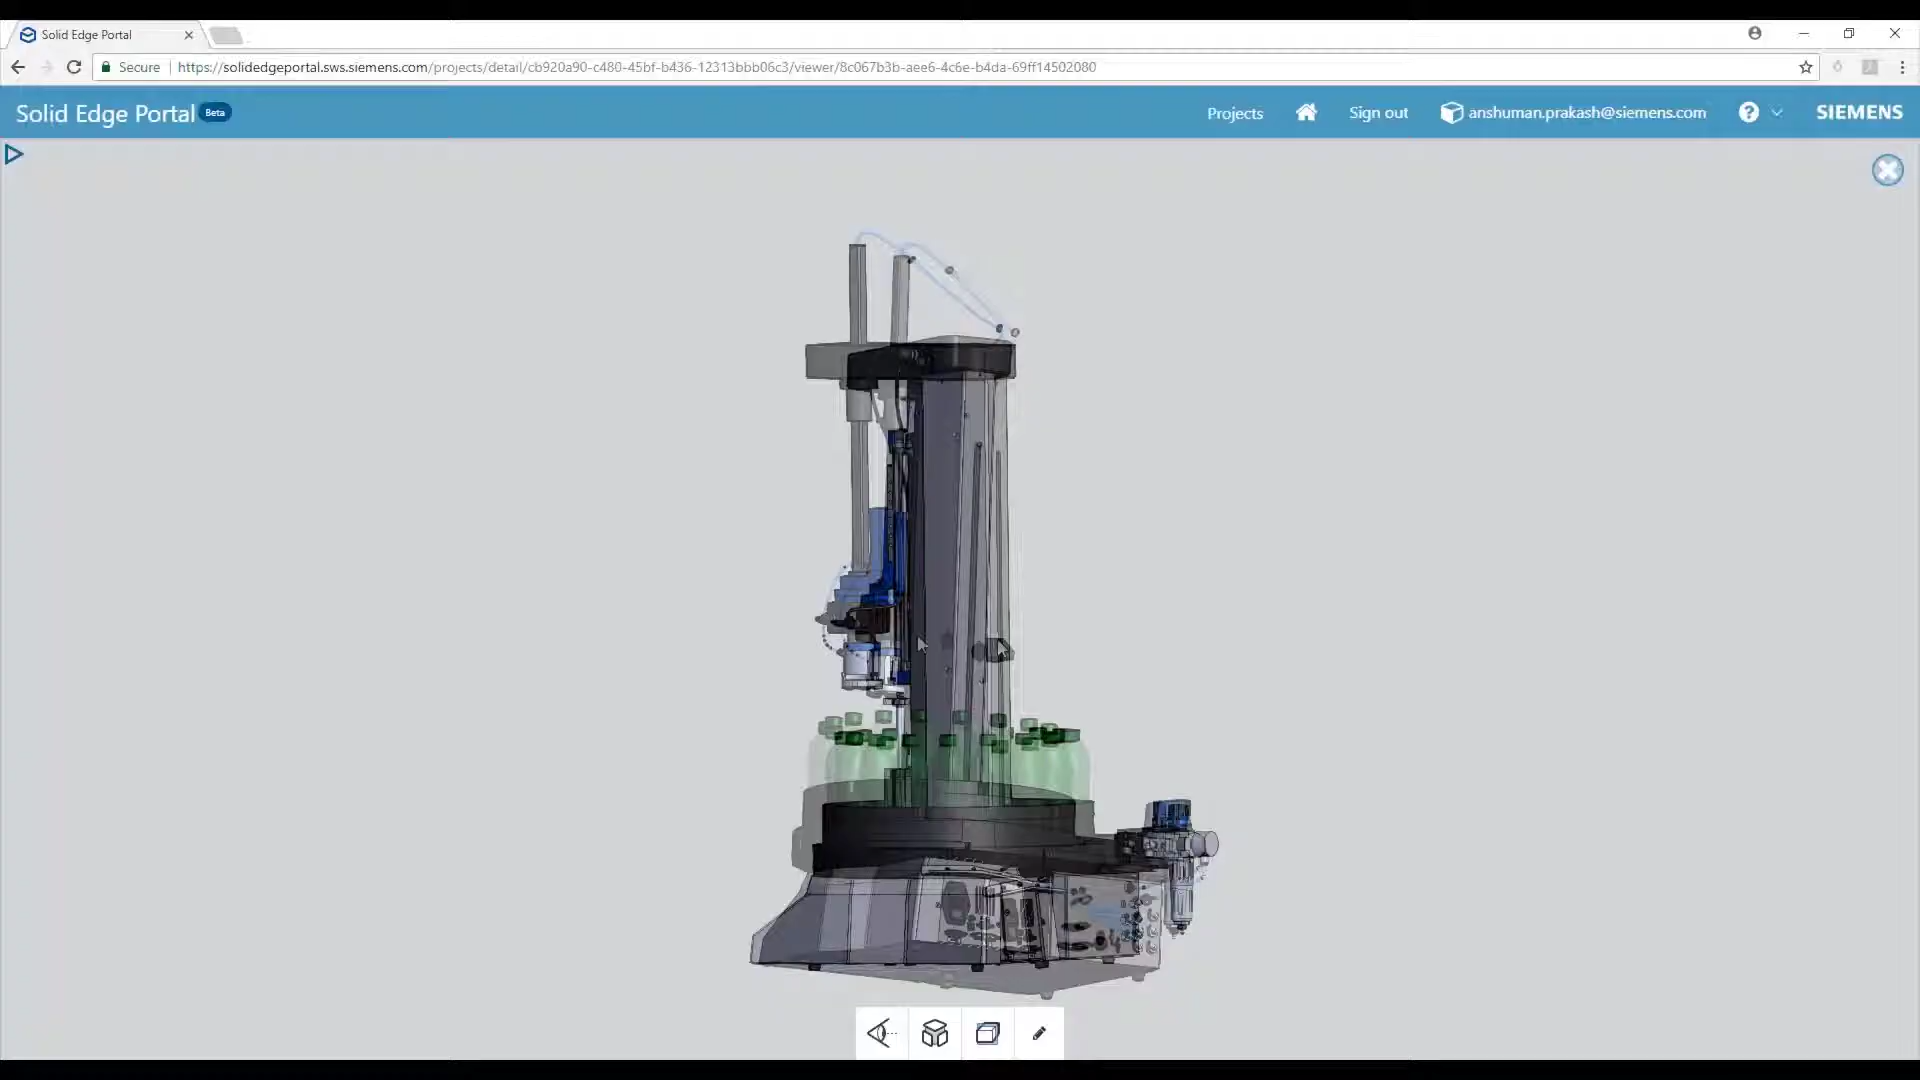 Solid Edge Portal
Secure https://solidedgeportal.sws.siemens.com/projects/detail/cb920a90-c480-45bf-b436-12313bbb06c3/viewer/8c067b3b-aee6-4c6e-b4da-69ff14502080
Solid Edge Portal Beta Projects Sign out anshuman.prakash@siemens.com ? SIEMENS